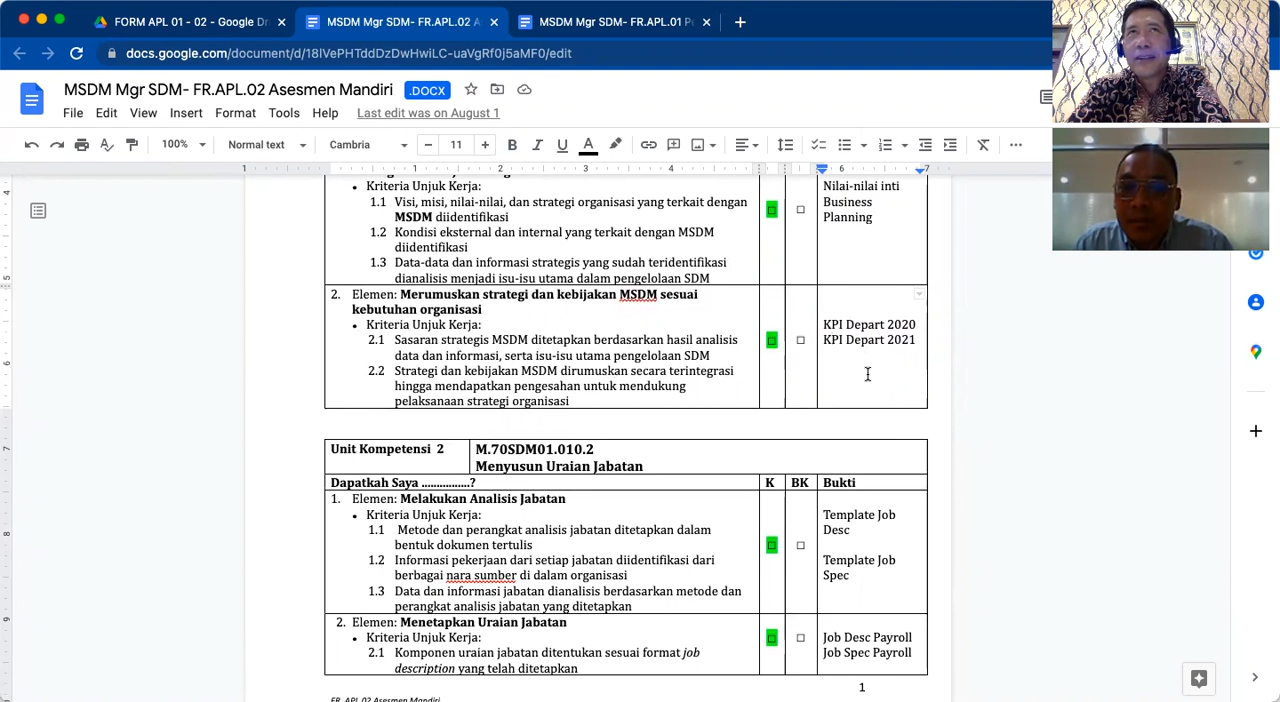 FORM APL 01 - 02 - Google Dr
MSDM Mgr SDM- FR.APL.02 A
MSDM Mgr SDM- FR.APL.01 P
docs.google.com/document/d/18IVePHTddDzDwHwiLC-uaVgRf0j5aMF0/edit
MSDM Mgr SDM- FR.APL.02 Asesmen Mandiri .DOCX
File Edit View Insert Format Tools Help Last edit was on August 1
100% Normal text Cambria 11
1 2 3 4 5 6 7
Kriteria Unjuk Kerja:
1.1 Visi, misi, nilai-nilai, dan strategi organisasi yang terkait dengan
MSDM diidentifikasi
1.2 Kondisi eksternal dan internal yang terkait dengan MSDM
diidentifikasi
1.3 Data-data dan informasi strategis yang sudah teridentifikasi
dianalisis menjadi isu-isu utama dalam pengelolaan SDM
Nilai-nilai inti
Business
Planning
2. Elemen: Merumuskan strategi dan kebijakan MSDM sesuai
kebutuhan organisasi
Kriteria Unjuk Kerja:
2.1 Sasaran strategis MSDM ditetapkan berdasarkan hasil analisis
data dan informasi, serta isu-isu utama pengelolaan SDM
2.2 Strategi dan kebijakan MSDM dirumuskan secara terintegrasi
hingga mendapatkan pengesahan untuk mendukung
pelaksanaan strategi organisasi
KPI Depart 2020
KPI Depart 2021
Unit Kompetensi 2
M.70SDM01.010.2
Menyusun Uraian Jabatan
Dapatkah Saya ................? K BK Bukti
1. Elemen: Melakukan Analisis Jabatan
Kriteria Unjuk Kerja:
1.1 Metode dan perangkat analisis jabatan ditetapkan dalam
bentuk dokumen tertulis
1.2 Informasi pekerjaan dari setiap jabatan diidentifikasi dari
berbagai nara sumber di dalam organisasi
1.3 Data dan informasi jabatan dianalisis berdasarkan metode dan
perangkat analisis jabatan yang ditetapkan
Template Job
Desc
Template Job
Spec
2. Elemen: Menetapkan Uraian Jabatan
Kriteria Unjuk Kerja:
2.1 Komponen uraian jabatan ditentukan sesuai format job
description yang telah ditetapkan
Job Desc Payroll
Job Spec Payroll
1
FR. APL.02 Asesmen Mandiri